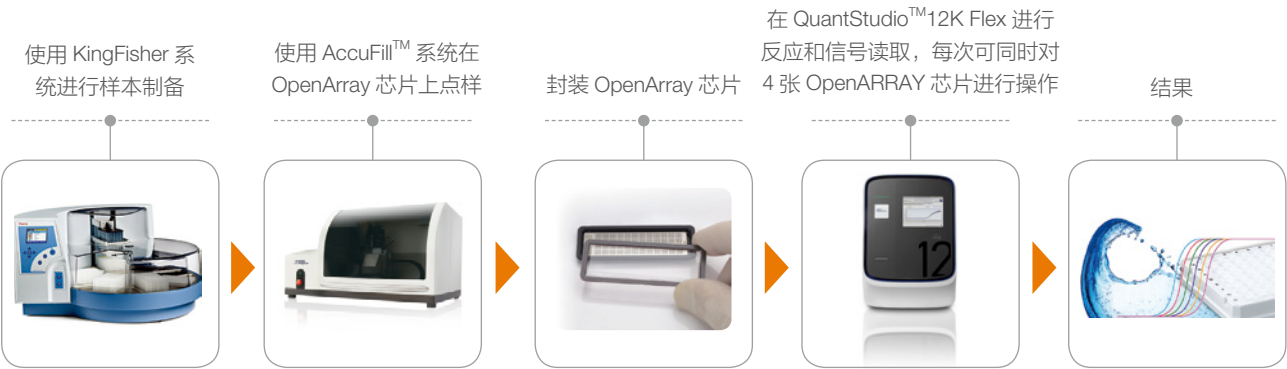 使用 KingFisher 系
统进行样本制备
使用 AccuFill™ 系统在
OpenArray 芯片上点样
封装 OpenArray 芯片
在 QuantStudio™12K Flex 进行
反应和信号读取，每次可同时对
4 张 OpenARRAY 芯片进行操作
结果
12